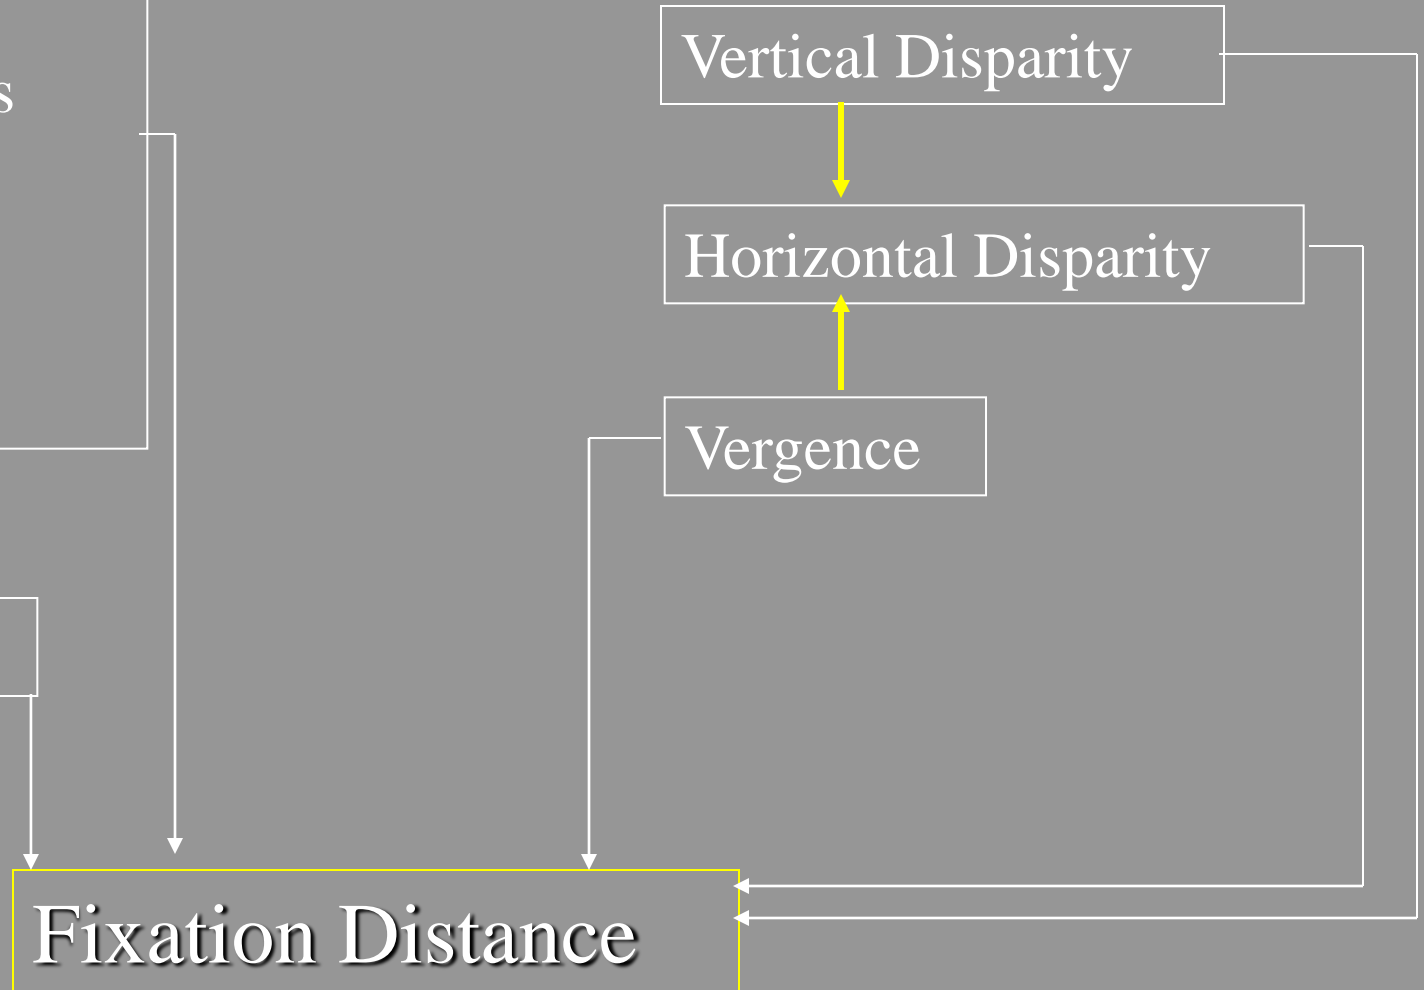 Vertical Disparity
s
Horizontal Disparity
Vergence
Fixation Distance